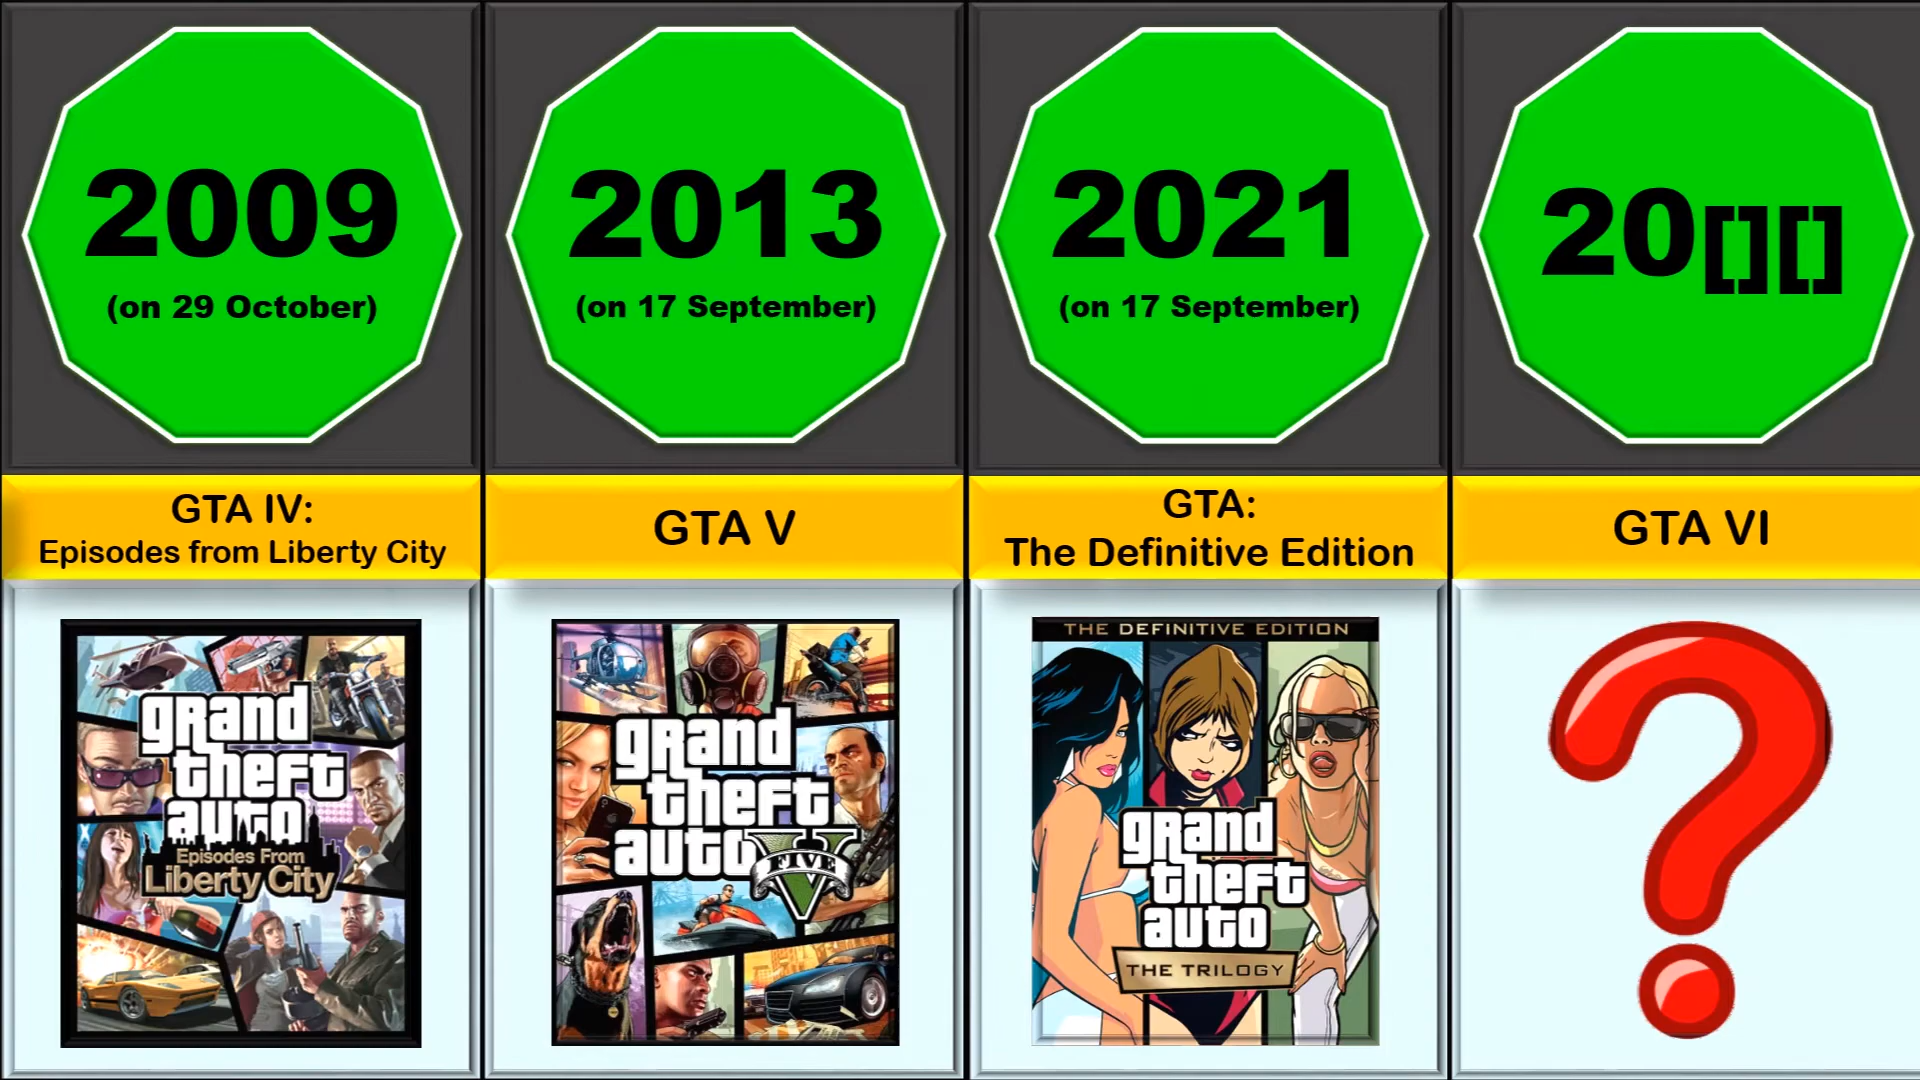 2009
(on 29 October)
GTA IV:
Episodes from Liberty City
grand
theft
auto
Episodes From
Liberty City
2013
(on 17 September)
GTA V
grand
theft
auto
FIVE
V
2021
(on 17 September)
GTA:
The Definitive Edition
THE DEFINITIVE EDITION
grand
theft
auto
THE TRILOGY
20[][]
GTA VI
?